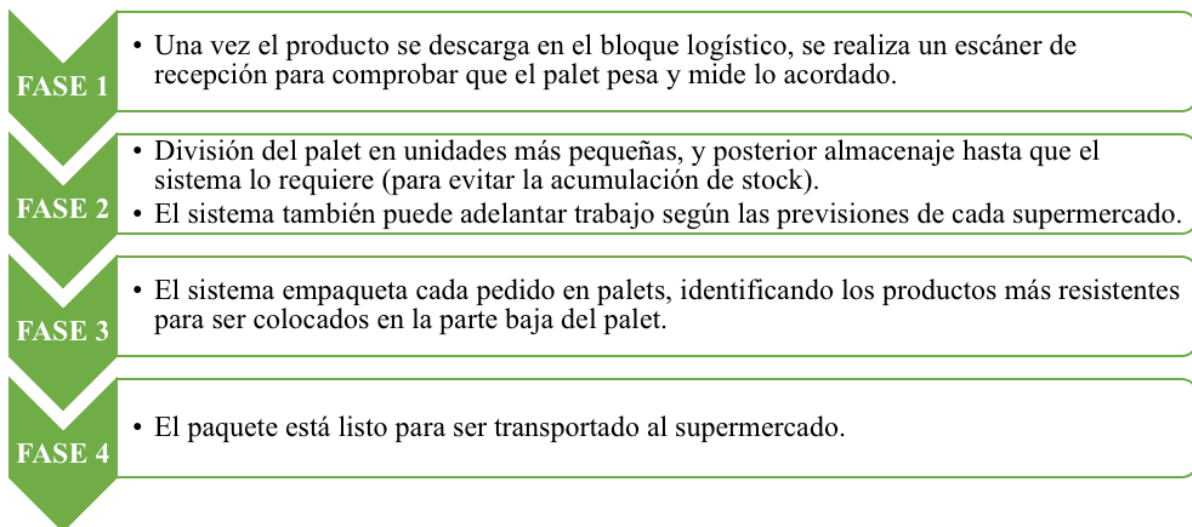 FASE 1
• Una vez el producto se descarga en el bloque logístico, se realiza un escáner de
recepción para comprobar que el palet pesa y mide lo acordado.
FASE 2
• División del palet en unidades más pequeñas, y posterior almacenaje hasta que el
sistema lo requiere (para evitar la acumulación de stock).
• El sistema también puede adelantar trabajo según las previsiones de cada supermercado.
FASE 3
• El sistema empaqueta cada pedido en palets, identificando los productos más resistentes
para ser colocados en la parte baja del palet.
FASE 4
• El paquete está listo para ser transportado al supermercado.